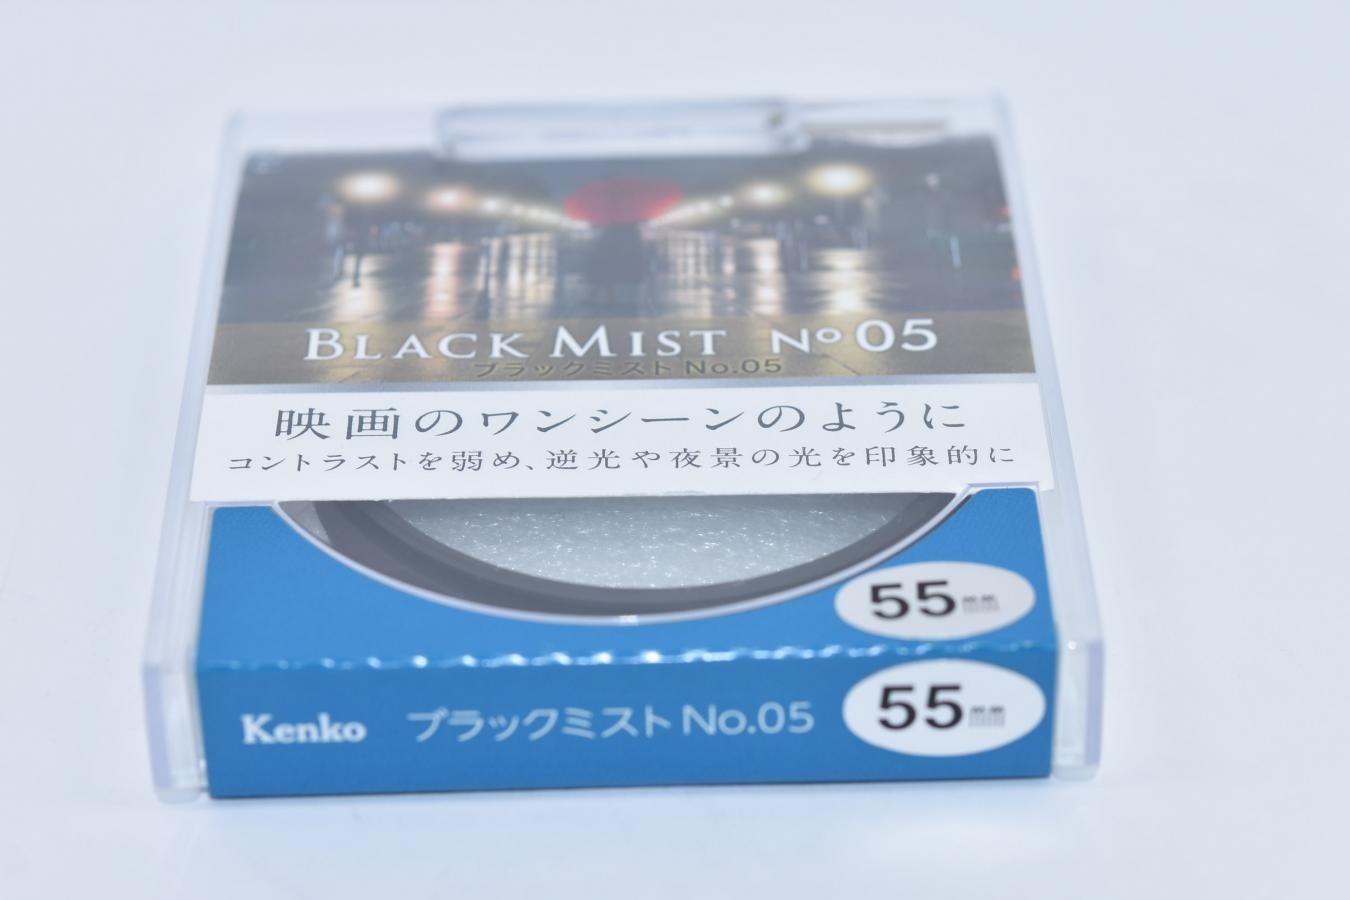 BLACK MIST No 05
ブラックミスト No.05
映画のワンシーンのように
コントラストを弱め、逆光や夜景の光を印象的に
55mm
Kenko ブラックミスト No.05 55mm